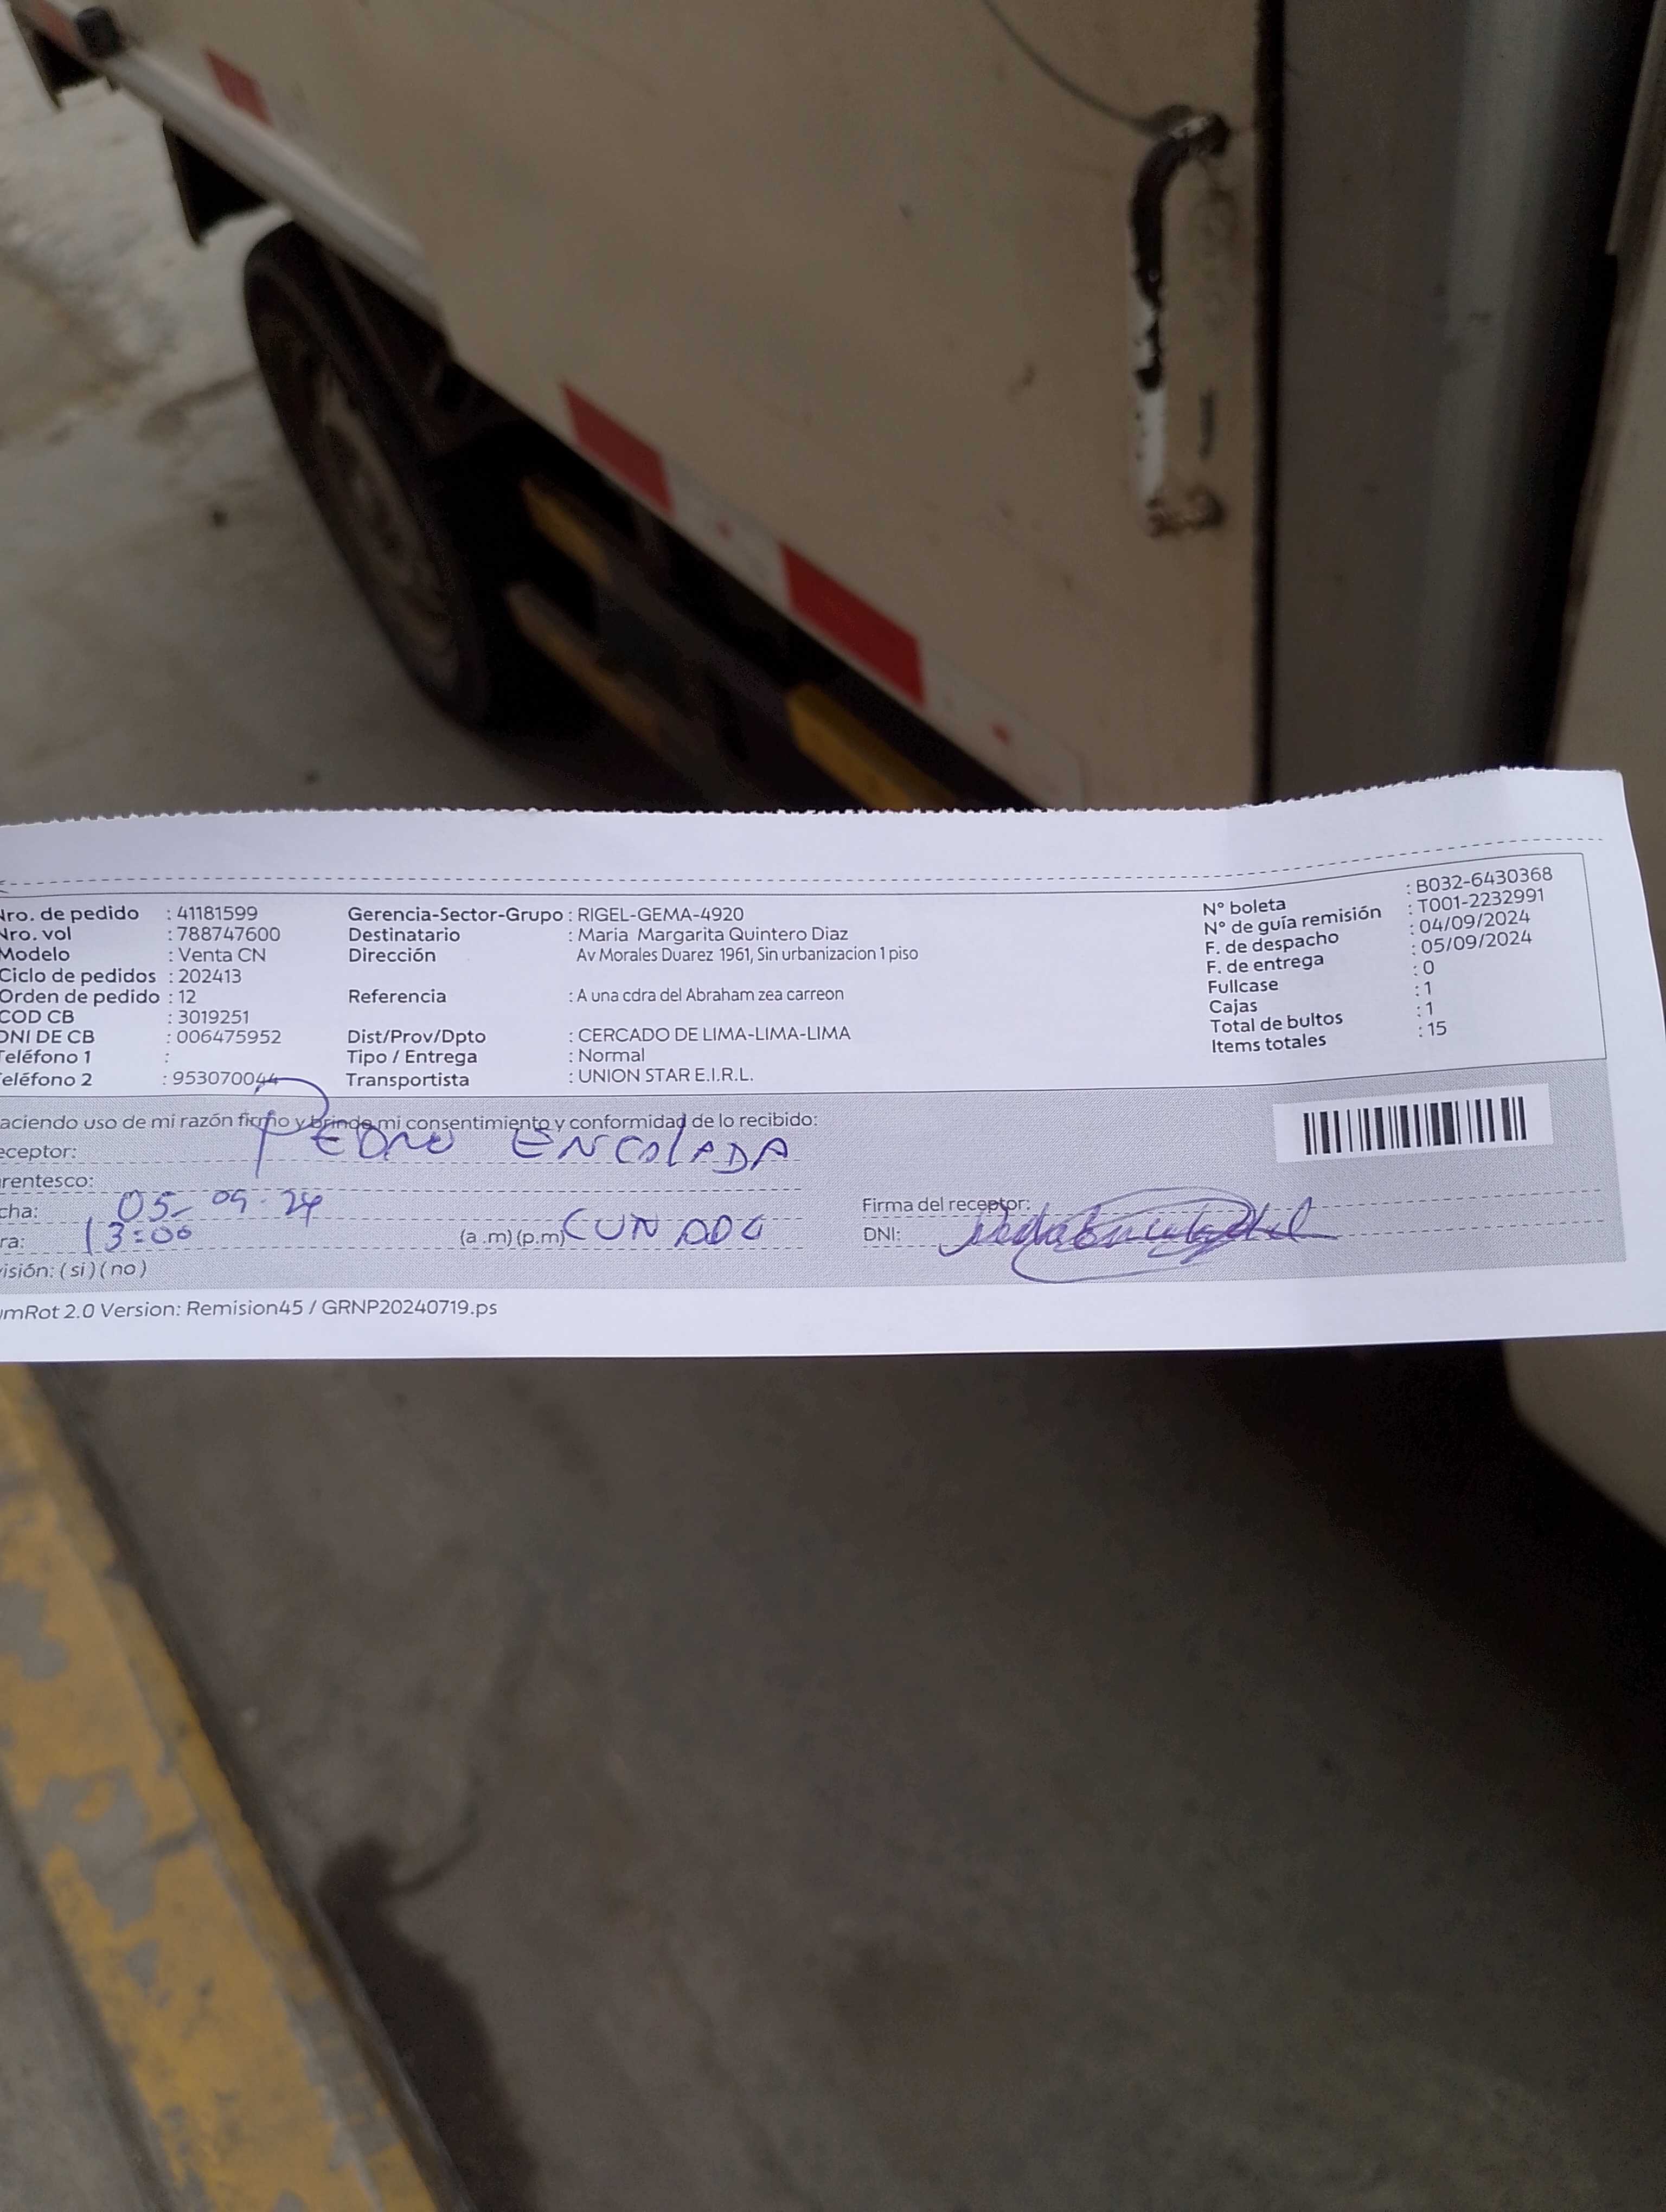 Nro. de pedido : 41181599 Gerencia-Sector-Grupo : RIGEL-GEMA-4920 N° boleta : B032-6430368
Nro. vol : 788747600 Destinatario : Maria Margarita Quintero Diaz N° de guía remisión : T001-2232991
Modelo : Venta CN Dirección Av Morales Duarez 1961, Sin urbanizacion 1 piso F. de despacho : 04/09/2024
Ciclo de pedidos : 202413 F. de entrega : 05/09/2024
Orden de pedido : 12 Referencia : A una cdra del Abraham zea carreon Fullcase : 0
COD CB : 3019251 Cajas : 1
DNI DE CB : 006475952 Dist/Prov/Dpto : CERCADO DE LIMA-LIMA-LIMA Total de bultos : 1
Teléfono 1 : Tipo / Entrega : Normal Items totales : 15
eléfono 2 : 953070044 Transportista : UNION STAR E.I.R.L.
aciendo uso de mi razón firmo y brindo mi consentimiento y conformidad de lo recibido:
eceptor: PEDRO ENCALADA
rentesco:
cha: 05-09-24 Firma del receptor:
ra: 13:00 (a .m) (p.m) CUNADO DNI:
isión: ( si ) ( no )
mRot 2.0 Version: Remision45 / GRNP20240719.ps